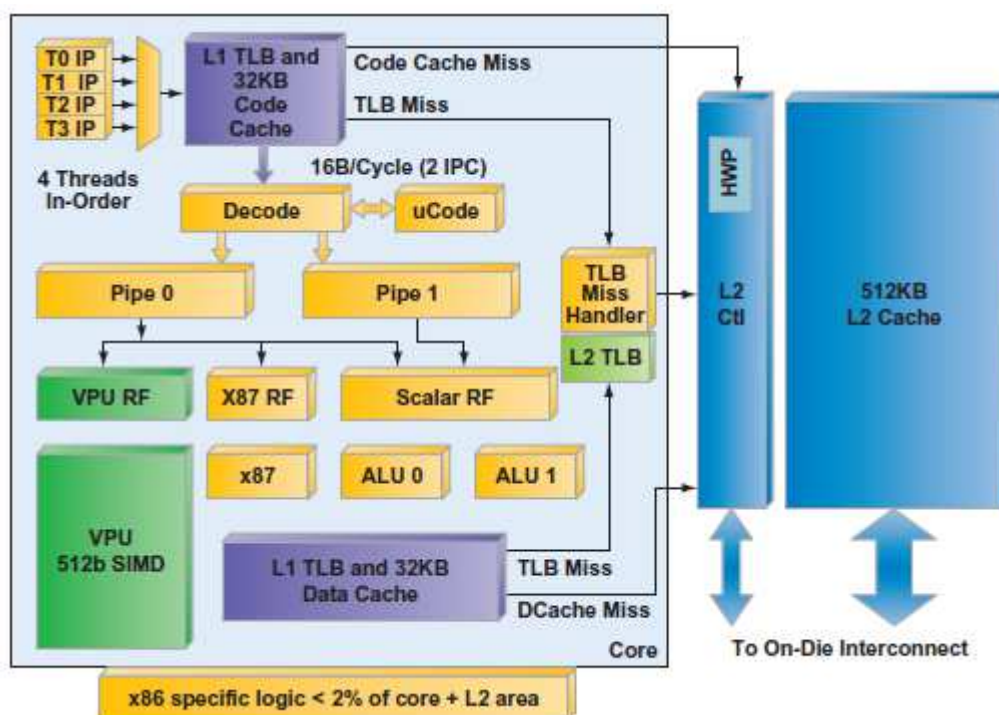 T0 IP
T1 IP
T2 IP
T3 IP
4 Threads
In-Order
L1 TLB and
32KB
Code
Cache
Code Cache Miss
TLB Miss
16B/Cycle (2 IPC)
Decode
uCode
Pipe 0
Pipe 1
TLB
Miss
Handler
L2 TLB
HWP
L2
Ctl
512KB
L2 Cache
VPU RF
X87 RF
Scalar RF
x87
ALU 0
ALU 1
VPU
512b SIMD
L1 TLB and 32KB
Data Cache
TLB Miss
DCache Miss
Core
To On-Die Interconnect
x86 specific logic < 2% of core + L2 area